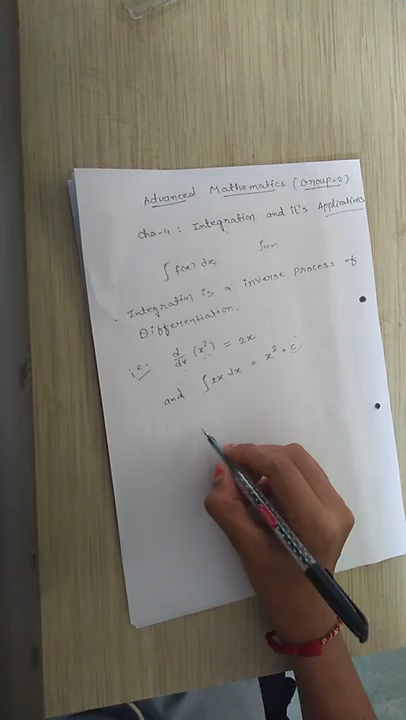 Advanced Mathematics (Group-2)
Cha-4: Integration and it's Applications
∫ f(x) dx, Sum
- Integration is a inverse process of
Differentiation.
i.e. d/dx (x²) = 2x
and ∫ 2x dx = x² + c